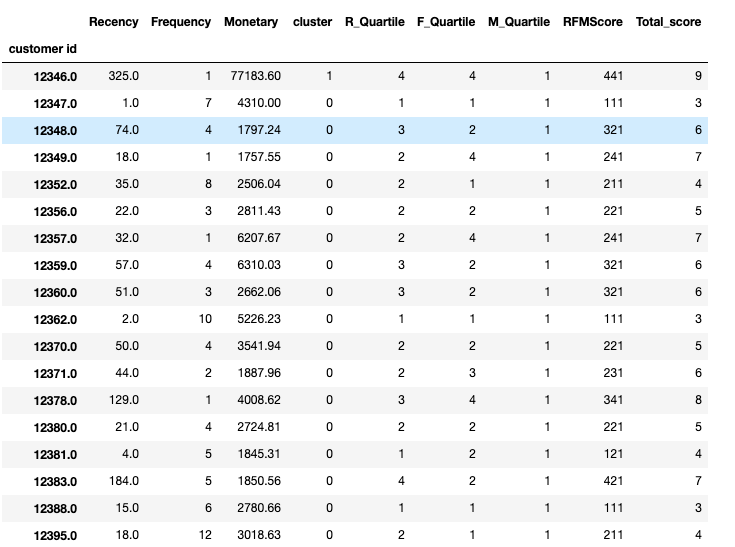 Recency Frequency Monetary cluster R_Quartile F_Quartile M_Quartile RFMScore Total_score
customer id
12346.0 325.0 1 77183.60 1 4 4 1 441 9
12347.0 1.0 7 4310.00 0 1 1 1 111 3
12348.0 74.0 4 1797.24 0 3 2 1 321 6
12349.0 18.0 1 1757.55 0 2 4 1 241 7
12352.0 35.0 8 2506.04 0 2 1 1 211 4
12356.0 22.0 3 2811.43 0 2 2 1 221 5
12357.0 32.0 1 6207.67 0 2 4 1 241 7
12359.0 57.0 4 6310.03 0 3 2 1 321 6
12360.0 51.0 3 2662.06 0 3 2 1 321 6
12362.0 2.0 10 5226.23 0 1 1 1 111 3
12370.0 50.0 4 3541.94 0 2 2 1 221 5
12371.0 44.0 2 1887.96 0 2 3 1 231 6
12378.0 129.0 1 4008.62 0 3 4 1 341 8
12380.0 21.0 4 2724.81 0 2 2 1 221 5
12381.0 4.0 5 1845.31 0 1 2 1 121 4
12383.0 184.0 5 1850.56 0 4 2 1 421 7
12388.0 15.0 6 2780.66 0 1 1 1 111 3
12395.0 18.0 12 3018.63 0 2 1 1 211 4